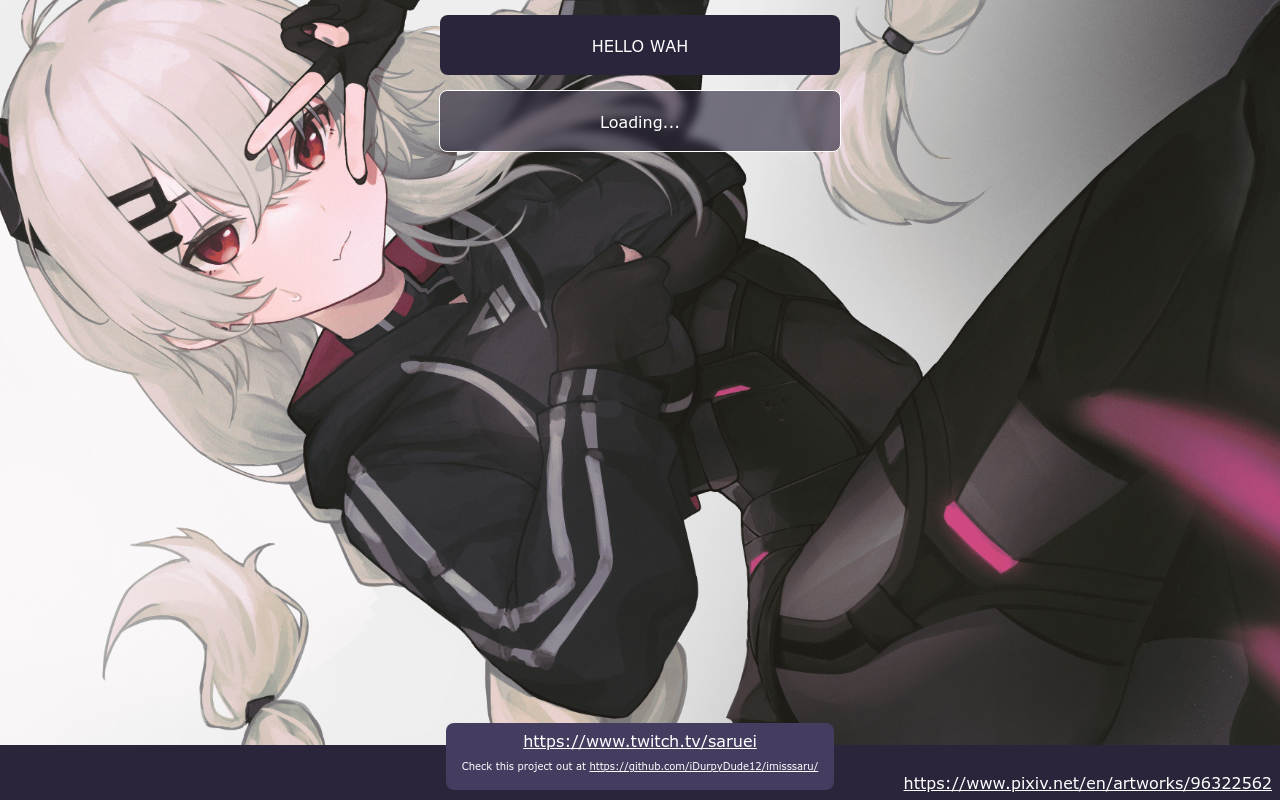 HELLO WAH
Loading...
https://www.twitch.tv/saruei
Check this project out at https://github.com/iDurpyDude12/imisssaru/
https://www.pixiv.net/en/artworks/96322562